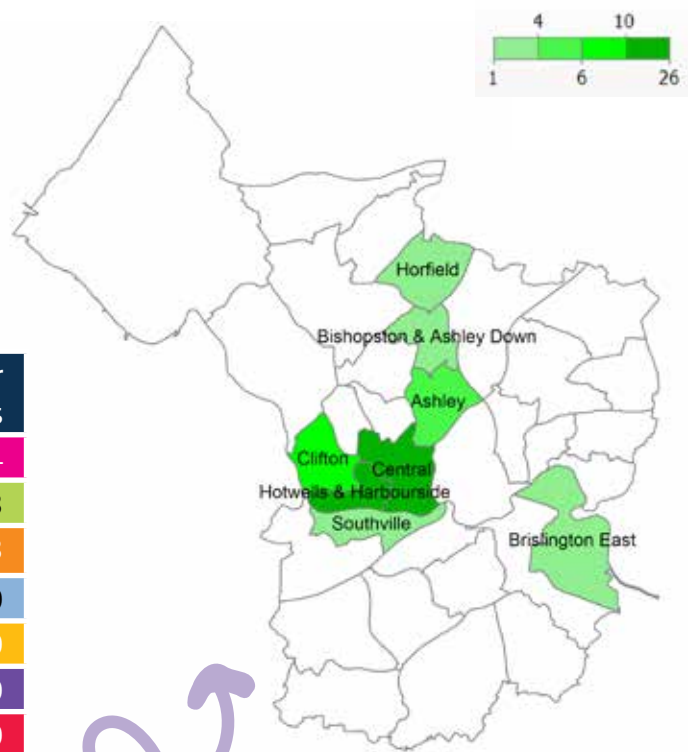 4 10
1 6 26
Horfield
Bishopston & Ashley Down
Ashley
Clifton
Central
Hotwells & Harbourside
Southville
Brislington East